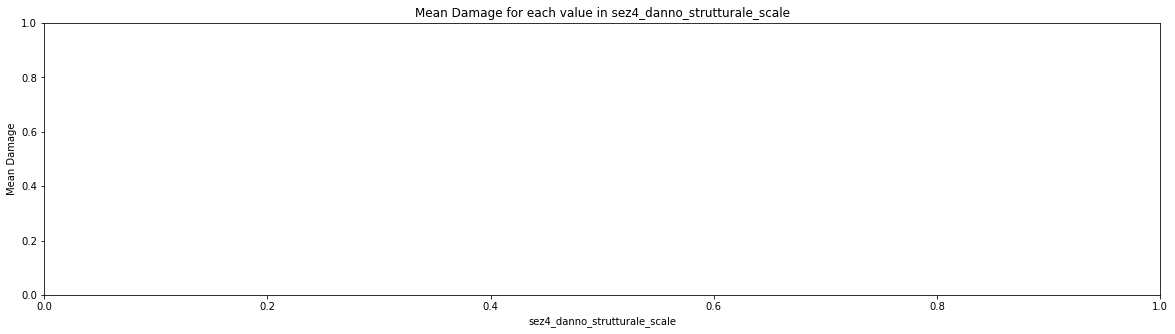 Mean Damage for each value in sez4_danno_strutturale_scale
1.0
0.8
0.6
0.4
0.2
0.0
Mean Damage
0.0 0.2 0.4 0.6 0.8 1.0
sez4_danno_strutturale_scale